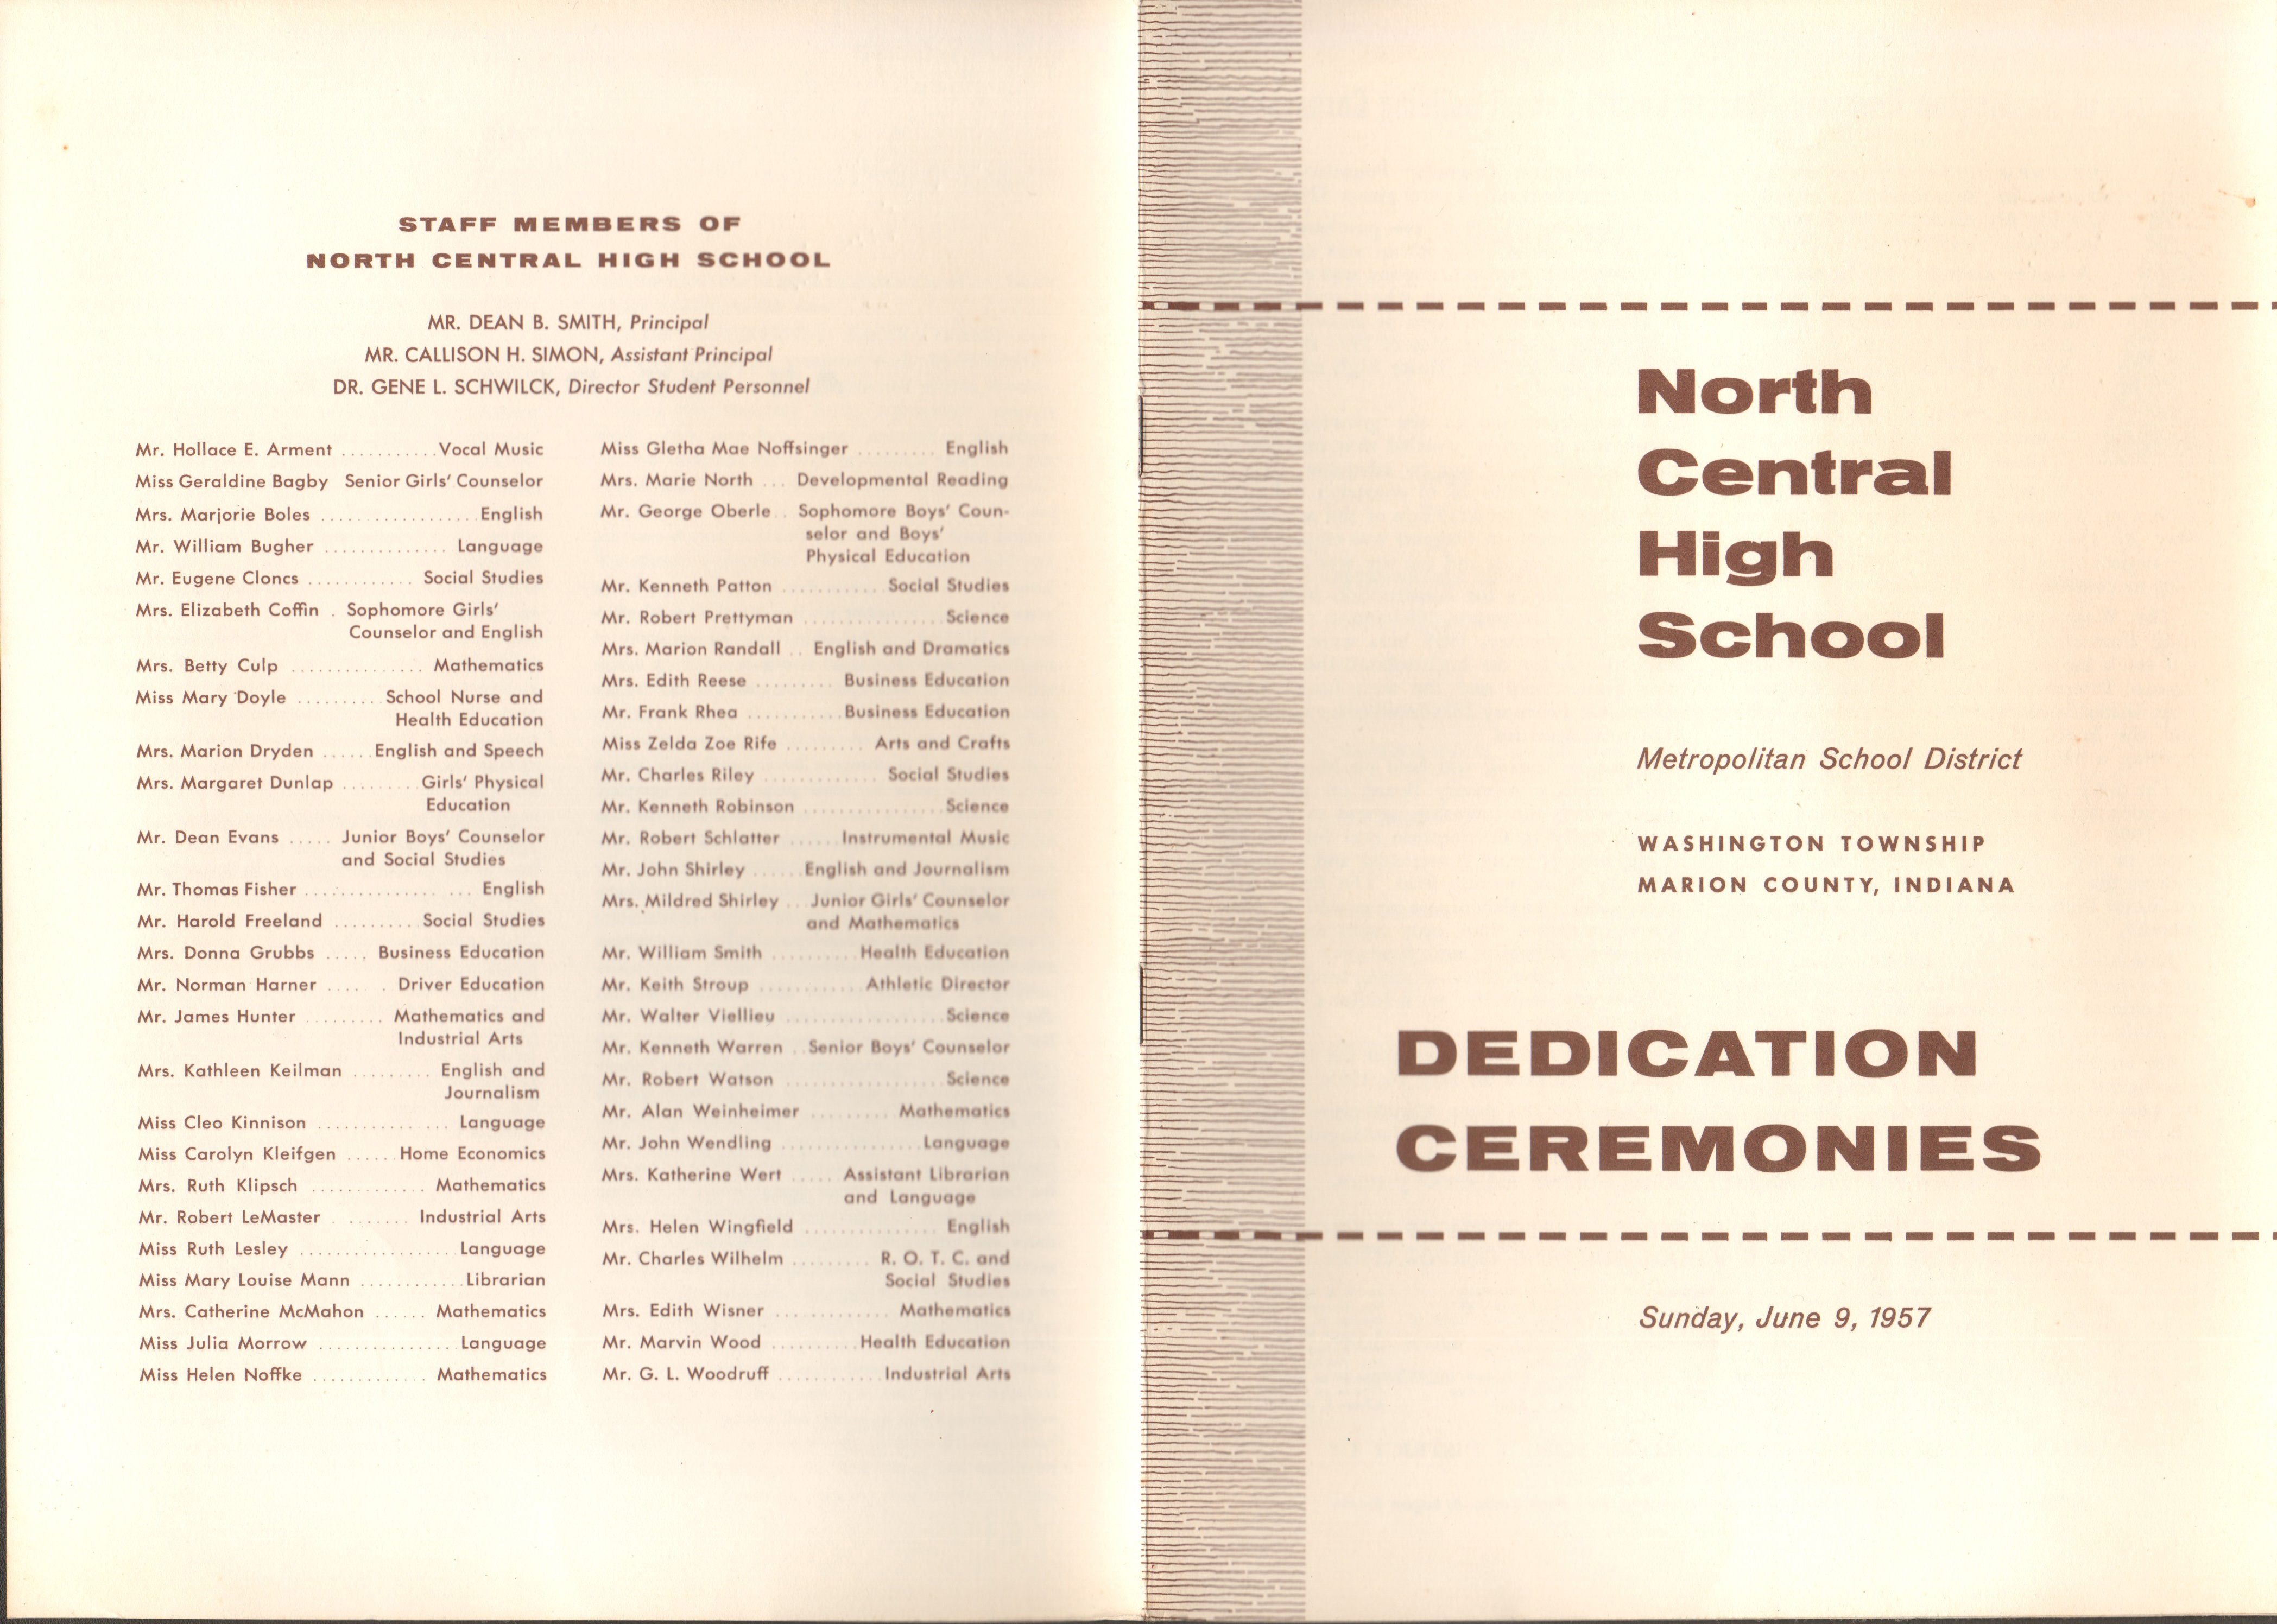 STAFF MEMBERS OF
NORTH CENTRAL HIGH SCHOOL
MR. DEAN B. SMITH, Principal
MR. CALLISON H. SIMON, Assistant Principal
DR. GENE L. SCHWILCK, Director Student Personnel
Mr. Hollace E. Arment ........... Vocal Music
Miss Geraldine Bagby Senior Girls' Counselor
Mrs. Marjorie Boles .................. English
Mr. William Bugher .............. Language
Mr. Eugene Cloncs ............ Social Studies
Mrs. Elizabeth Coffin . Sophomore Girls'
Counselor and English
Mrs. Betty Culp .............. Mathematics
Miss Mary Doyle ......... School Nurse and
Health Education
Mrs. Marion Dryden ...... English and Speech
Mrs. Margaret Dunlap ........ Girls' Physical
Education
Mr. Dean Evans ..... Junior Boys' Counselor
and Social Studies
Mr. Thomas Fisher .............. ... English
Mr. Harold Freeland ......... Social Studies
Mrs. Donna Grubbs ..... Business Education
Mr. Norman Harner .... . Driver Education
Mr. James Hunter ......... Mathematics and
Industrial Arts
Mrs. Kathleen Keilman ......... English and
Journalism
Miss Cleo Kinnison ............... Language
Miss Carolyn Kleifgen ...... Home Economics
Mrs. Ruth Klipsch ............. Mathematics
Mr. Robert LeMaster . ....... Industrial Arts
Miss Ruth Lesley .................. Language
Miss Mary Louise Mann ............ Librarian
Mrs. Catherine McMahon ...... Mathematics
Miss Julia Morrow ................ Language
Miss Helen Noffke ............. Mathematics
Miss Gletha Mae Noffsinger ......... English
Mrs. Marie North ... Developmental Reading
Mr. George Oberle .. Sophomore Boys' Coun-
selor and Boys'
Physical Education
Mr. Kenneth Patton ............ Social Studies
Mr. Robert Prettyman ................ Science
Mrs. Marion Randall .. English and Dramatics
Mrs. Edith Reese ......... Business Education
Mr. Frank Rhea ........... Business Education
Miss Zelda Zoe Rife ......... Arts and Crafts
Mr. Charles Riley ............. Social Studies
Mr. Kenneth Robinson ................ Science
Mr. Robert Schlatter ...... Instrumental Music
Mr. John Shirley ...... English and Journalism
Mrs. Mildred Shirley ... Junior Girls' Counselor
and Mathematics
Mr. William Smith .......... Health Education
Mr. Keith Stroup ............ Athletic Director
Mr. Walter Viellieu .................. Science
Mr. Kenneth Warren .. Senior Boys' Counselor
Mr. Robert Watson .................. Science
Mr. Alan Weinheimer ......... Mathematics
Mr. John Wendling ................ Language
Mrs. Katherine Wert ..... Assistant Librarian
and Language
Mrs. Helen Wingfield ............... English
Mr. Charles Wilhelm ......... R. O. T. C. and
Social Studies
Mrs. Edith Wisner ............. Mathematics
Mr. Marvin Wood .......... Health Education
Mr. G. L. Woodruff ............ Industrial Arts
North
Central
High
School
Metropolitan School District
WASHINGTON TOWNSHIP
MARION COUNTY, INDIANA
DEDICATION
CEREMONIES
Sunday, June 9, 1957